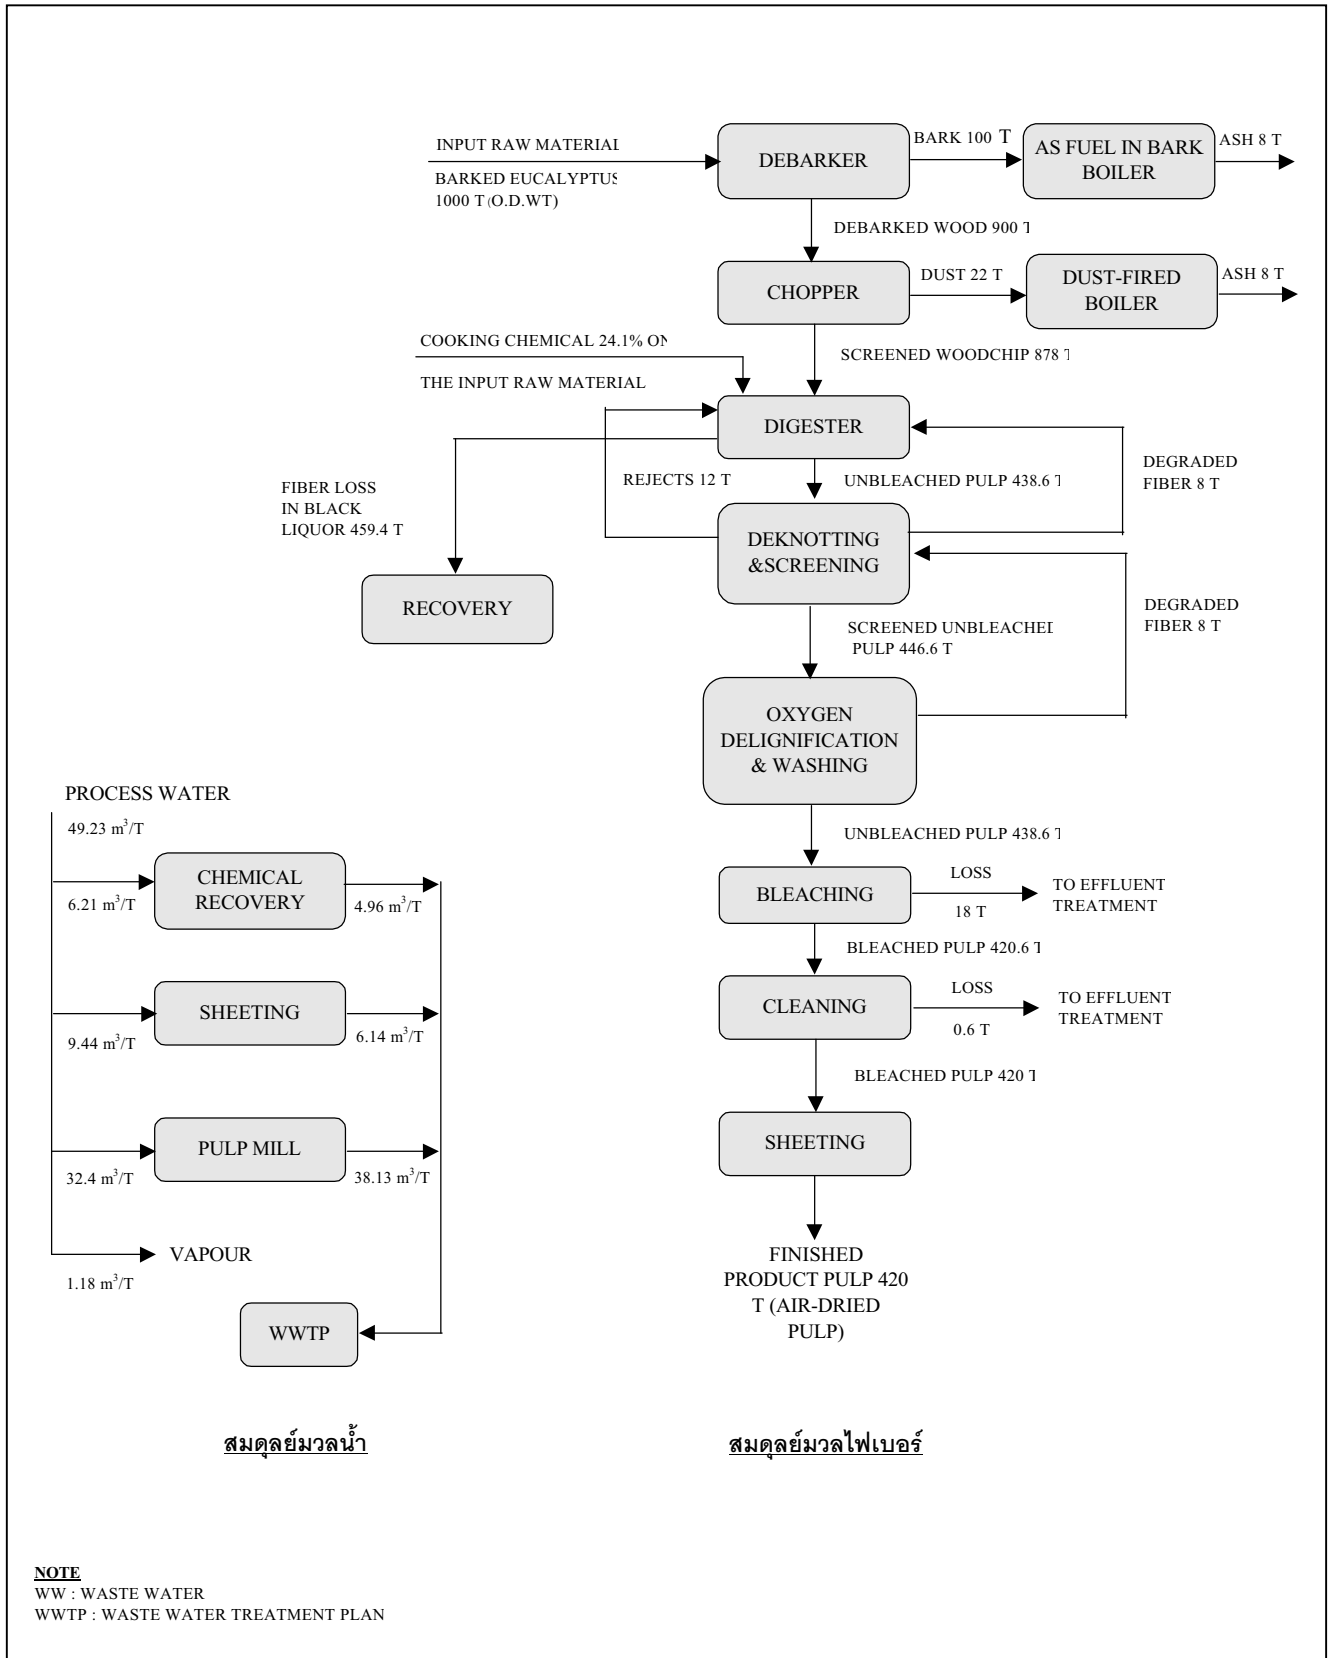 INPUT RAW MATERIAL
BARKED EUCALYPTUS
1000 T (O.D.WT)
DEBARKER
BARK 100 T
AS FUEL IN BARK
BOILER
ASH 8 T
DEBARKED WOOD 900 T
CHOPPER
DUST 22 T
DUST-FIRED
BOILER
ASH 8 T
COOKING CHEMICAL 24.1% ON
THE INPUT RAW MATERIAL
SCREENED WOODCHIP 878 T
DIGESTER
FIBER LOSS
IN BLACK
LIQUOR 459.4 T
REJECTS 12 T
UNBLEACHED PULP 438.6 T
DEGRADED
FIBER 8 T
DEKNOTTING
&SCREENING
RECOVERY
SCREENED UNBLEACHED
PULP 446.6 T
DEGRADED
FIBER 8 T
OXYGEN
DELIGNIFICATION
& WASHING
UNBLEACHED PULP 438.6 T
BLEACHING
LOSS
18 T
TO EFFLUENT
TREATMENT
BLEACHED PULP 420.6 T
CLEANING
LOSS
0.6 T
TO EFFLUENT
TREATMENT
BLEACHED PULP 420 T
SHEETING
FINISHED
PRODUCT PULP 420
T (AIR-DRIED
PULP)
PROCESS WATER
49.23 m³/T
6.21 m³/T
CHEMICAL
RECOVERY
4.96 m³/T
9.44 m³/T
SHEETING
6.14 m³/T
32.4 m³/T
PULP MILL
38.13 m³/T
VAPOUR
1.18 m³/T
WWTP
สมดุลย์มวลน้ำ
สมดุลย์มวลไฟเบอร์
NOTE
WW : WASTE WATER
WWTP : WASTE WATER TREATMENT PLAN